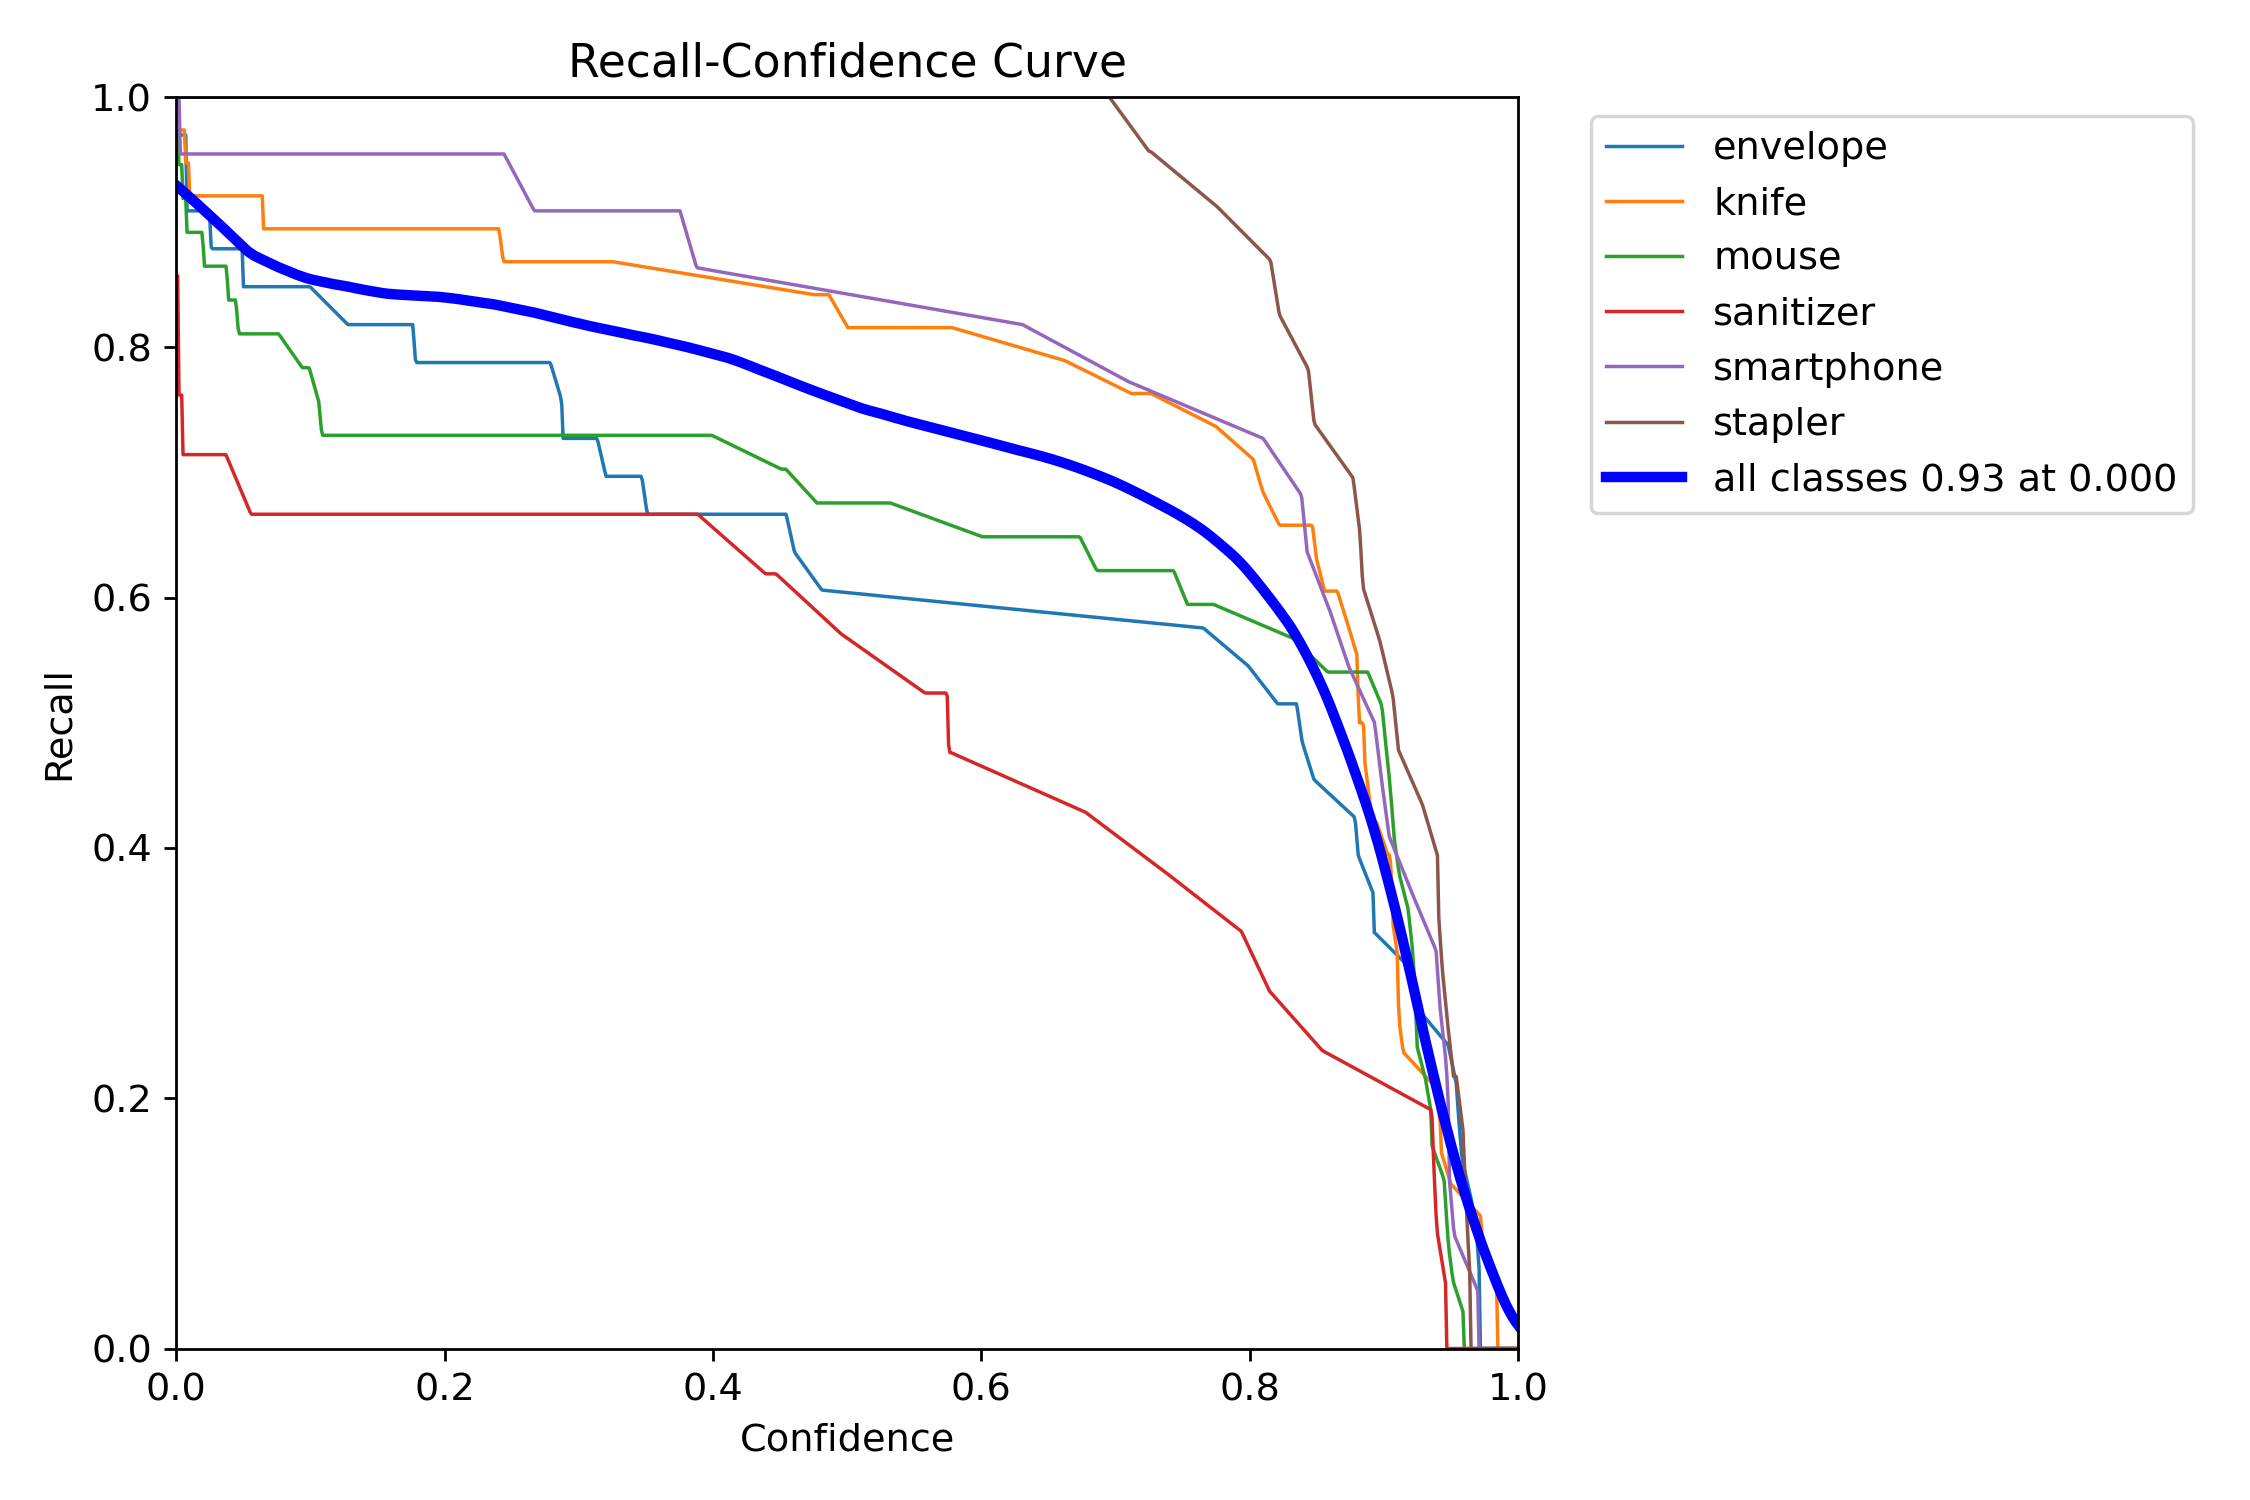 Recall-Confidence Curve
1.0
0.8
0.6
0.4
0.2
0.0
Recall
0.0 0.2 0.4 0.6 0.8 1.0
Confidence
envelope
knife
mouse
sanitizer
smartphone
stapler
all classes 0.93 at 0.000